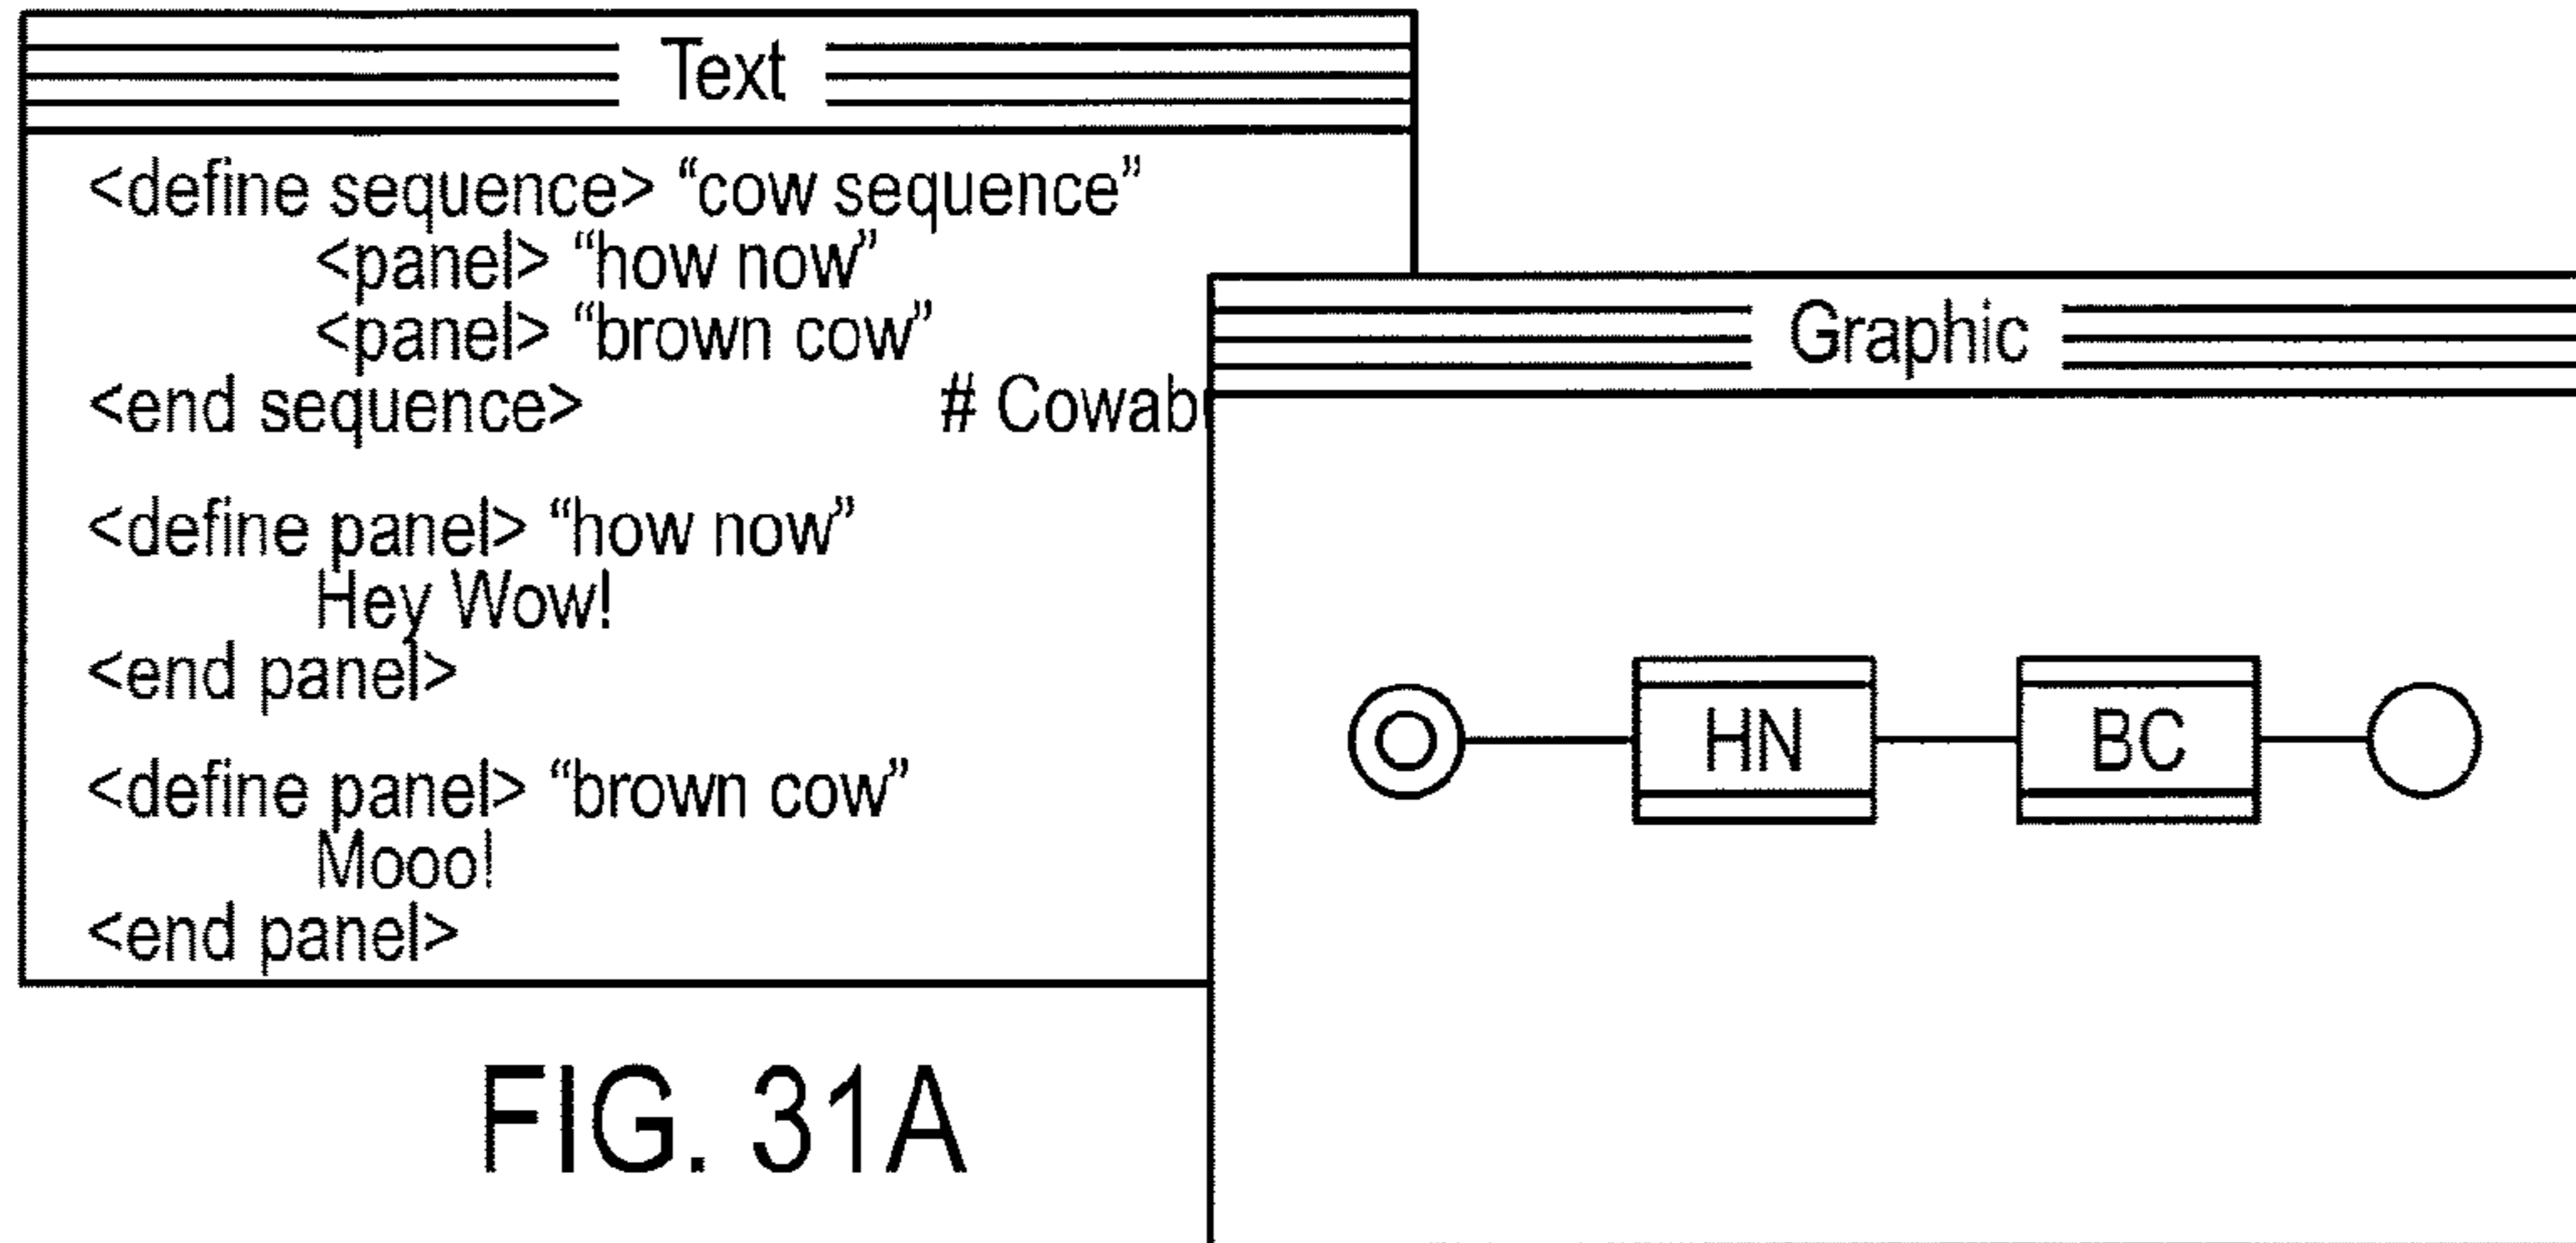 Text
<define sequence> “cow sequence”
<panel> “how now”
<panel> “brown cow”
<end sequence> #
<define panel> “how now”
Hey Wow!
<end panel>
<define panel> “brown cow”
Mooo!
<end panel>
Graphic
HN
BC
FIG. 31A